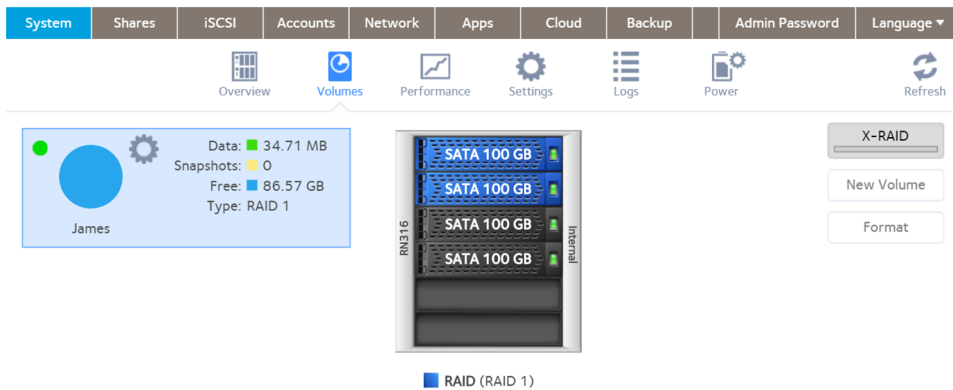 System Shares iSCSI Accounts Network Apps Cloud Backup Admin Password Language
Overview Volumes Performance Settings Logs Power Refresh
Data: 34.71 MB
Snapshots: 0
Free: 86.57 GB
Type: RAID 1
James
RN316
SATA 100 GB
SATA 100 GB
SATA 100 GB
SATA 100 GB
Internal
RAID (RAID 1)
X-RAID
New Volume
Format